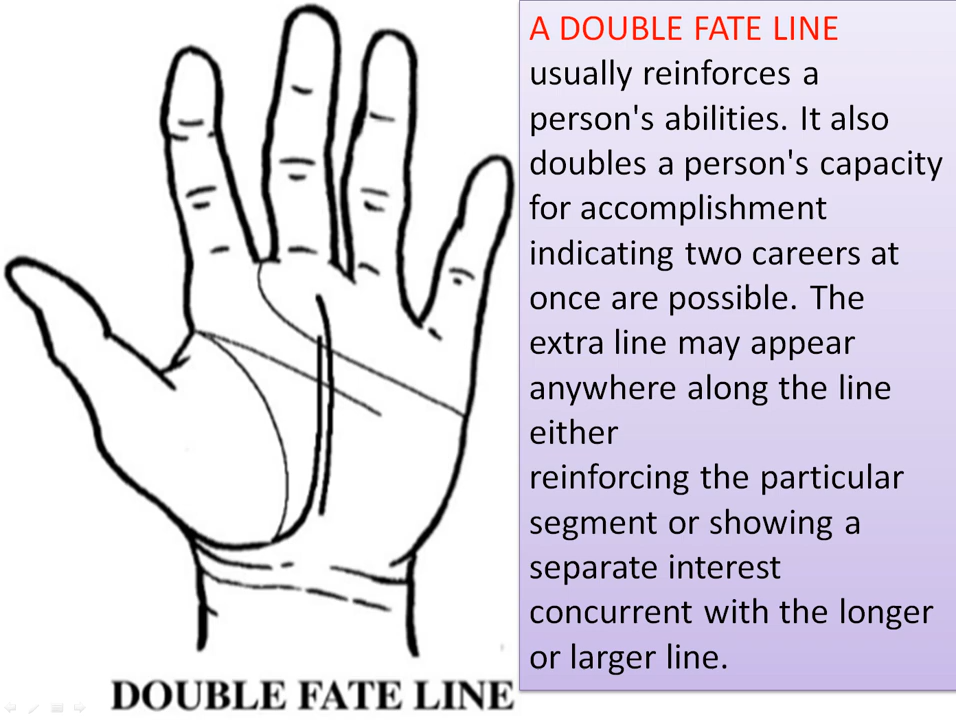 A DOUBLE FATE LINE
usually reinforces a
person's abilities. It also
doubles a person's capacity
for accomplishment
indicating two careers at
once are possible. The
extra line may appear
anywhere along the line
either
reinforcing the particular
segment or showing a
separate interest
concurrent with the longer
or larger line.
DOUBLE FATE LINE